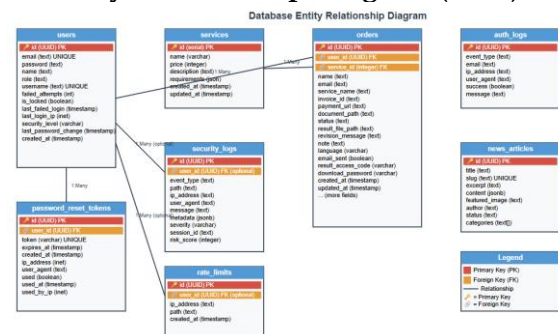 Database Entity Relationship Diagram
users
id (UUID) PK
email (text) UNIQUE
password (text)
name (text)
role (text)
username (text) UNIQUE
failed_attempts (int)
is_locked (boolean)
last_failed_login (timestamp)
last_login_ip (inet)
security_level (varchar)
last_password_change (timestamp)
created_at (timestamp)
services
id (serial) PK
name (varchar)
price (integer)
description (text)
requirements (jsonb)
created_at (timestamp)
updated_at (timestamp)
orders
id (UUID) PK
user_id (UUID) FK
service_id (integer) FK
name (text)
email (text)
service_name (text)
invoice_id (text)
payment_url (text)
document_path (text)
status (text)
result_file_path (text)
revision_message (text)
note (text)
language (varchar)
email_sent (boolean)
result_access_code (varchar)
download_password (varchar)
created_at (timestamp)
updated_at (timestamp)
... (more fields)
auth_logs
id (UUID) PK
event_type (text)
email (text)
ip_address (text)
user_agent (text)
success (boolean)
message (text)
1:Many
1:Many
security_logs
id (UUID) PK
user_id (UUID) FK (optional)
event_type (text)
path (text)
ip_address (text)
user_agent (text)
message (text)
metadata (jsonb)
severity (varchar)
session_id (text)
risk_score (integer)
1:Many (optional)
1:Many (optional)
1:Many
news_articles
id (UUID) PK
title (text)
slug (text) UNIQUE
excerpt (text)
content (jsonb)
featured_image (text)
author (text)
status (text)
categories (text[])
password_reset_tokens
id (UUID) PK
user_id (UUID) FK
token (varchar) UNIQUE
expires_at (timestamp)
created_at (timestamp)
ip_address (inet)
user_agent (text)
used (boolean)
used_at (timestamp)
used_by_ip (inet)
rate_limits
id (UUID) PK
user_id (UUID) FK (optional)
ip_address (text)
path (text)
created_at (timestamp)
Legend
Primary Key (PK)
Foreign Key (FK)
Relationship
= Primary Key
= Foreign Key